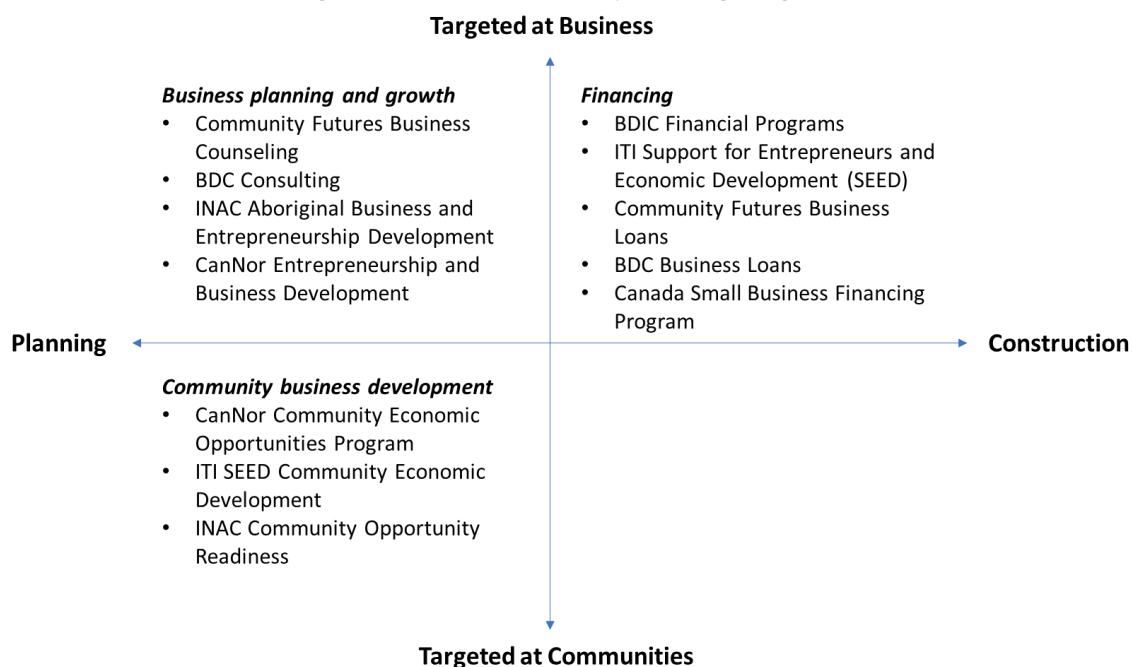 Targeted at Business
Business planning and growth
• Community Futures Business
Counseling
• BDC Consulting
• INAC Aboriginal Business and
Entrepreneurship Development
• CanNor Entrepreneurship and
Business Development
Financing
• BDIC Financial Programs
• ITI Support for Entrepreneurs and
Economic Development (SEED)
• Community Futures Business
Loans
• BDC Business Loans
• Canada Small Business Financing
Program
Planning
Construction
Community business development
• CanNor Community Economic
Opportunities Program
• ITI SEED Community Economic
Development
• INAC Community Opportunity
Readiness
Targeted at Communities